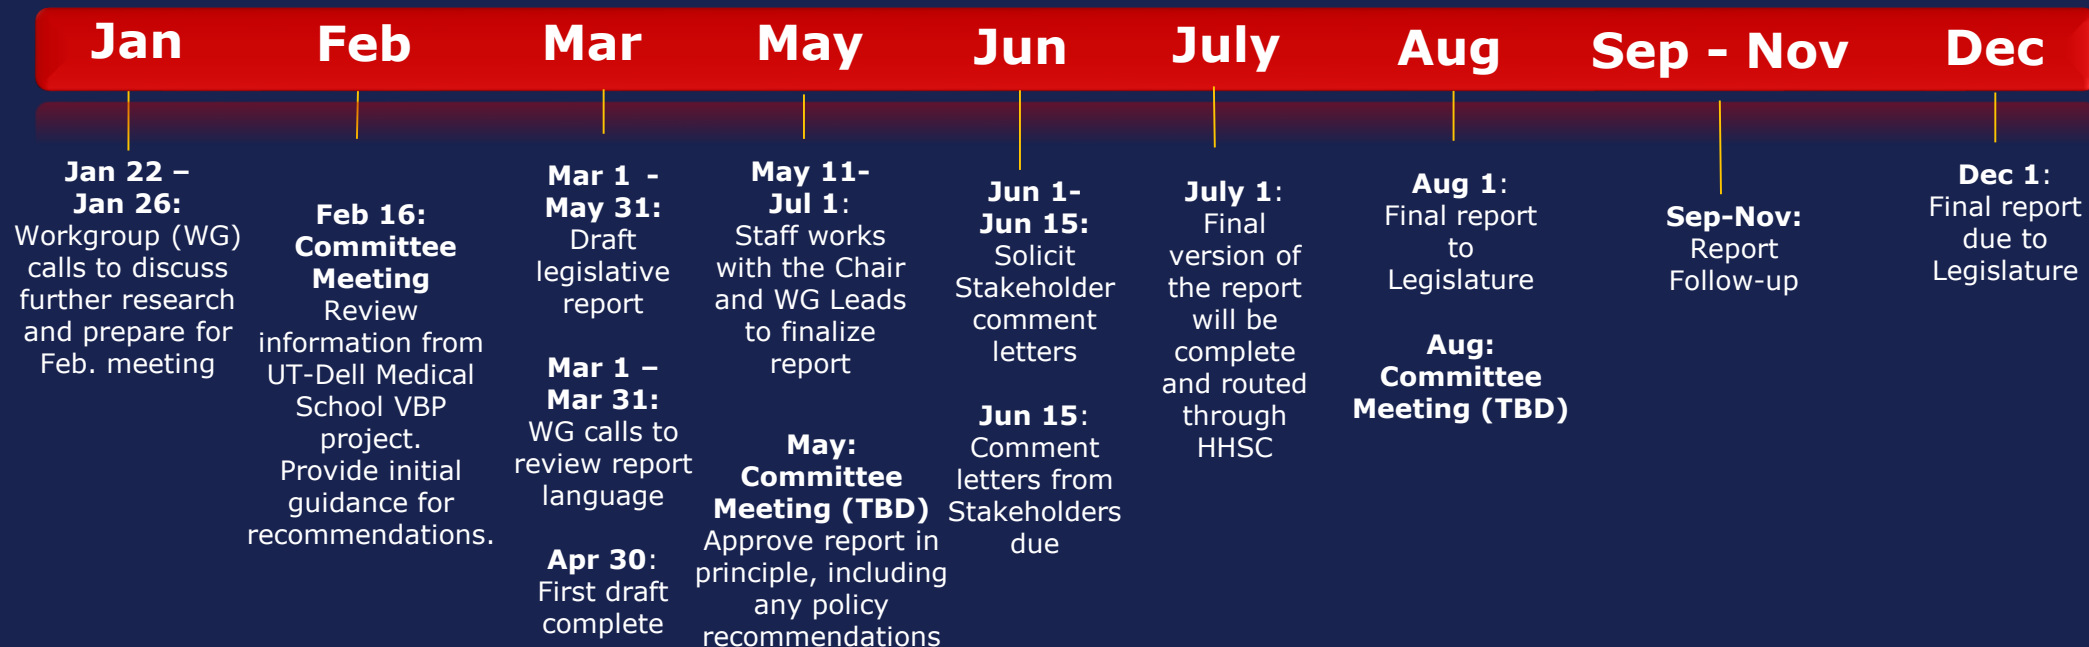 Jan
Feb
Mar
May
Jun
July
Aug
Sep - Nov
Dec
Jan 22 –
Jan 26:
Workgroup (WG)
calls to discuss
further research
and prepare for
Feb. meeting
Feb 16:
Committee
Meeting
Review
information from
UT-Dell Medical
School VBP
project.
Provide initial
guidance for
recommendations.
Mar 1 -
May 31:
Draft
legislative
report
Mar 1 –
Mar 31:
WG calls to
review report
language
Apr 30:
First draft
complete
May 11-
Jul 1:
Staff works
with the Chair
and WG Leads
to finalize
report
May:
Committee
Meeting (TBD)
Approve report in
principle, including
any policy
recommendations
Jun 1-
Jun 15:
Solicit
Stakeholder
comment
letters
Jun 15:
Comment
letters from
Stakeholders
due
July 1:
Final
version of
the report
will be
complete
and routed
through
HHSC
Aug 1:
Final report
to
Legislature
Aug:
Committee
Meeting (TBD)
Sep-Nov:
Report
Follow-up
Dec 1:
Final report
due to
Legislature